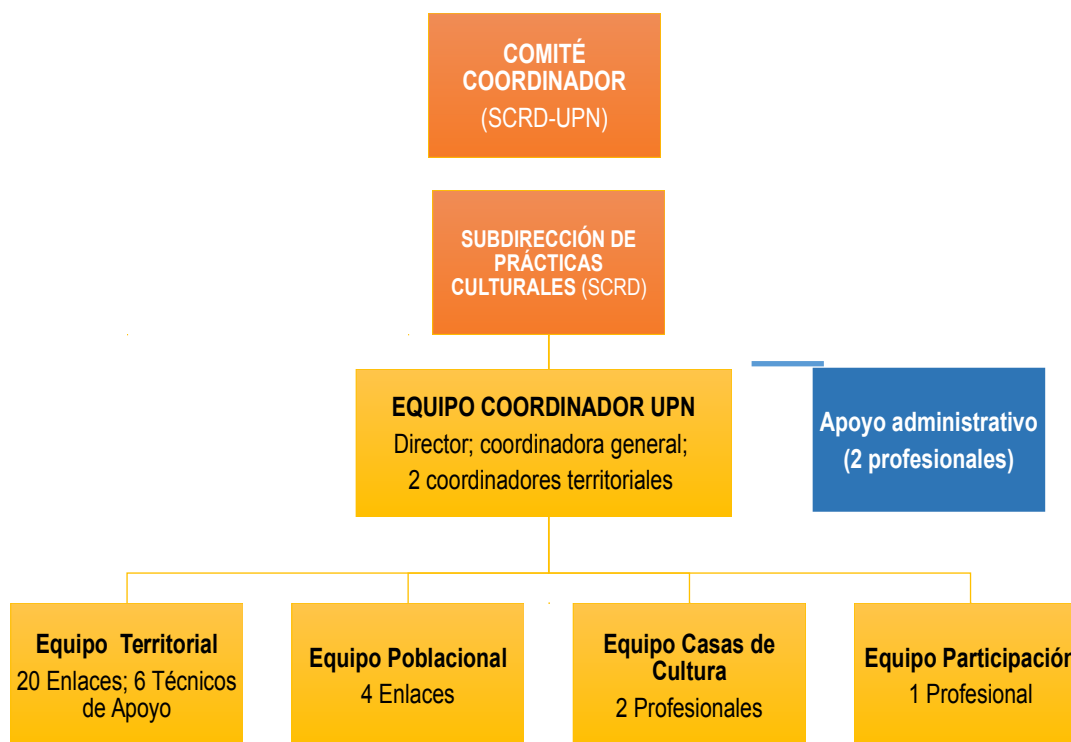 COMITÉ
COORDINADOR
(SCRD-UPN)
SUBDIRECCIÓN DE
PRÁCTICAS
CULTURALES (SCRD)
EQUIPO COORDINADOR UPN
Director; coordinadora general;
2 coordinadores territoriales
Apoyo administrativo
(2 profesionales)
Equipo Territorial
20 Enlaces; 6 Técnicos
de Apoyo
Equipo Poblacional
4 Enlaces
Equipo Casas de
Cultura
2 Profesionales
Equipo Participación
1 Profesional